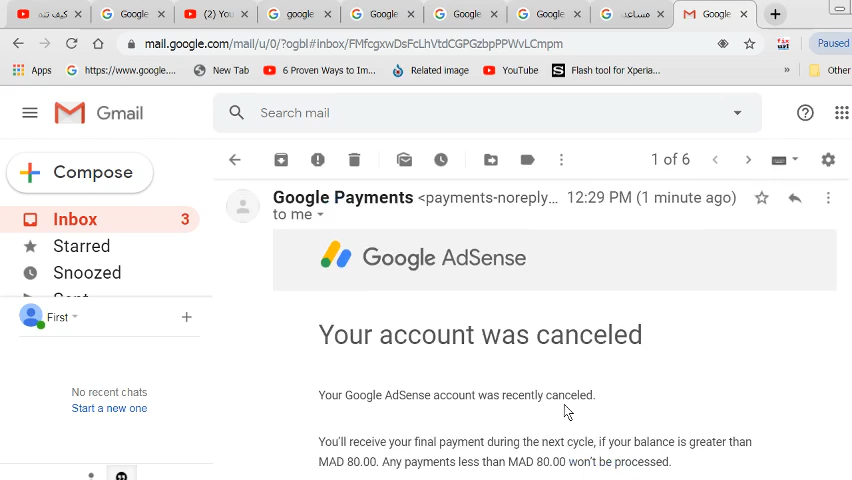 كيف تنه
Google
(2) You
google
Google
Google
Google
مساعد
Google
mail.google.com/mail/u/0/?ogbl#inbox/FMfcgxwDsFcLhVtdCGPGzbpPPWvLCmpm
Paused
Apps
https://www.google....
New Tab
6 Proven Ways to Im...
Related image
YouTube
Flash tool for Xperia...
»
Other
Gmail
Search mail
Compose
1 of 6
Inbox 3
Starred
Snoozed
First
No recent chats
Start a new one
Google Payments <payments-noreply... 12:29 PM (1 minute ago)
to me
Google AdSense
Your account was canceled
Your Google AdSense account was recently canceled.
You'll receive your final payment during the next cycle, if your balance is greater than
MAD 80.00. Any payments less than MAD 80.00 won't be processed.